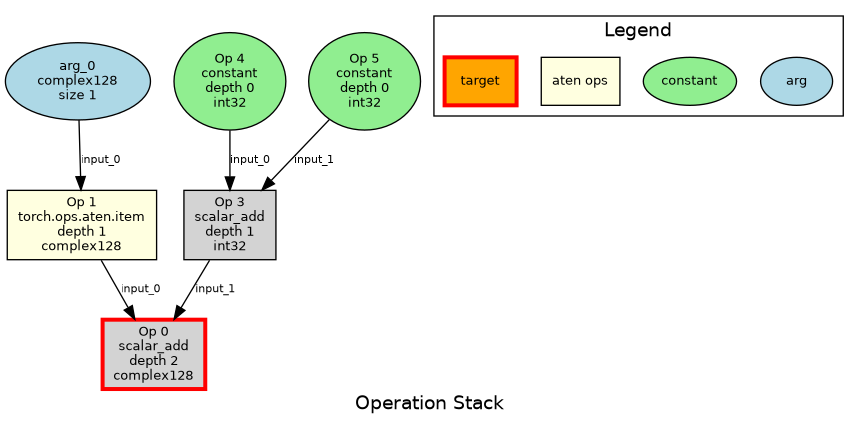 arg_0
complex128
size 1
Op 4
constant
depth 0
int32
Op 5
constant
depth 0
int32
Legend
target
aten ops
constant
arg
input_0
input_0
input_1
Op 1
torch.ops.aten.item
depth 1
complex128
Op 3
scalar_add
depth 1
int32
input_0
input_1
Op 0
scalar_add
depth 2
complex128
Operation Stack